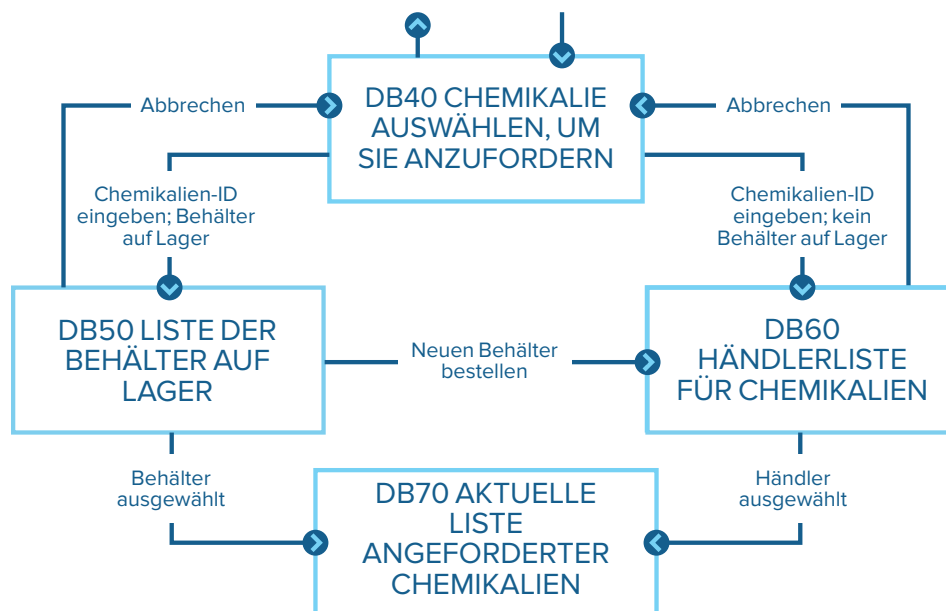 DB40 CHEMIKALIE
AUSWÄHLEN, UM
SIE ANZUFORDERN
Abbrechen
Abbrechen
Chemikalien-ID
eingeben; Behälter
auf Lager
Chemikalien-ID
eingeben; kein
Behälter auf Lager
DB50 LISTE DER
BEHÄLTER AUF
LAGER
Neuen Behälter
bestellen
DB60
HÄNDLERLISTE
FÜR CHEMIKALIEN
Behälter
ausgewählt
Händler
ausgewählt
DB70 AKTUELLE
LISTE
ANGEFORDERTER
CHEMIKALIEN